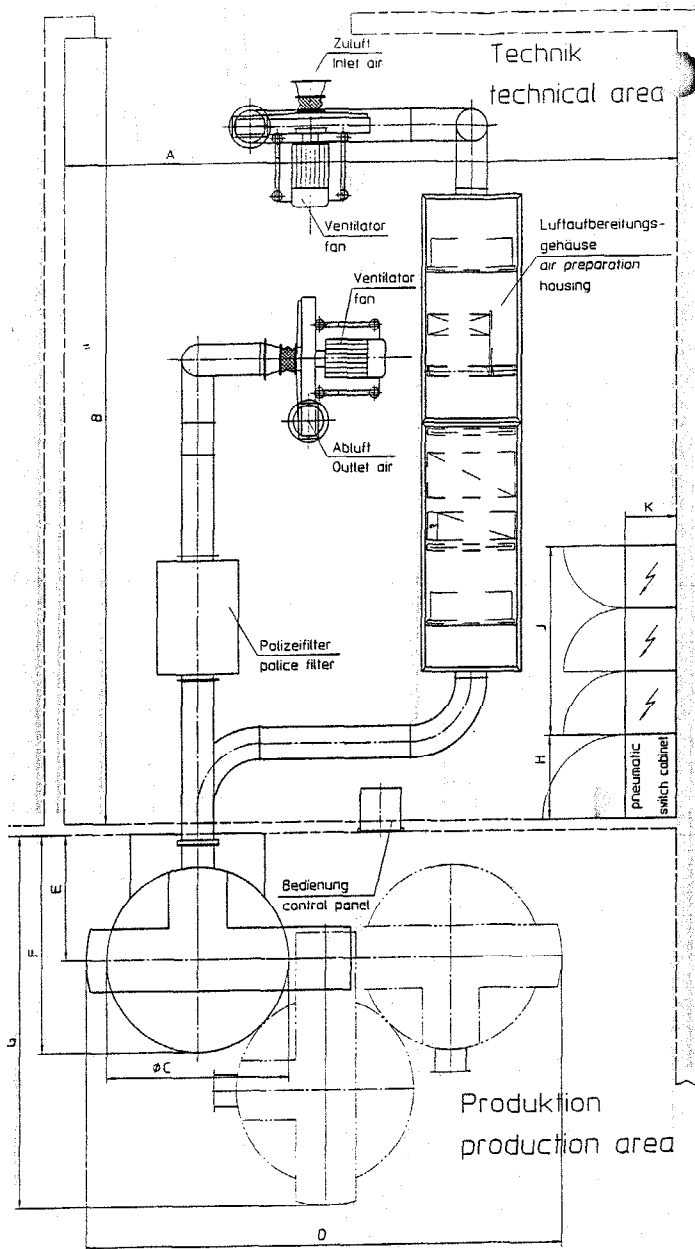 Zuluft
Inlet air
Technik
technical area
A
Ventilator
fan
Luftaufbereitungs-
gehäuse
air preparation
housing
Ventilator
fan
B
Abluft
Outlet air
K
J
Polizeifilter
police filter
H
pneumatic
switch cabinet
Bedienung
control panel
E
F
G
øC
Produktion
production area
D